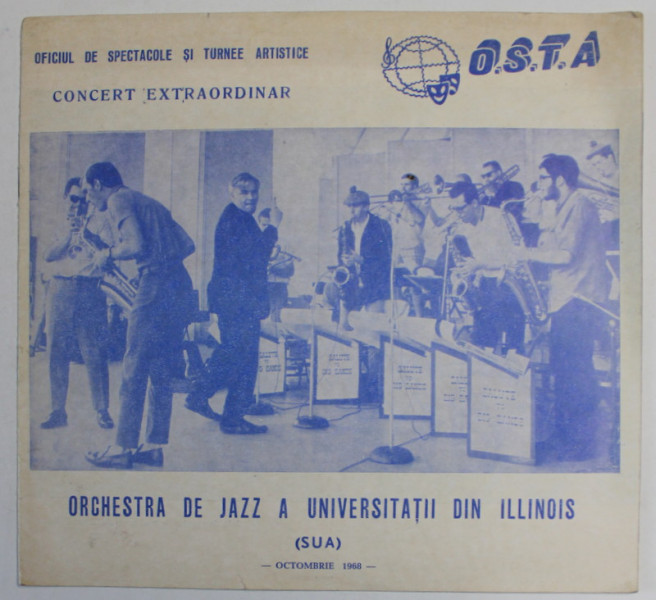 OFICIUL DE SPECTACOLE ȘI TURNEE ARTISTICE
O.S.T.A
CONCERT EXTRAORDINAR
ORCHESTRA DE JAZZ A UNIVERSITAȚII DIN ILLINOIS
(SUA)
— OCTOMBRIE 1968 —